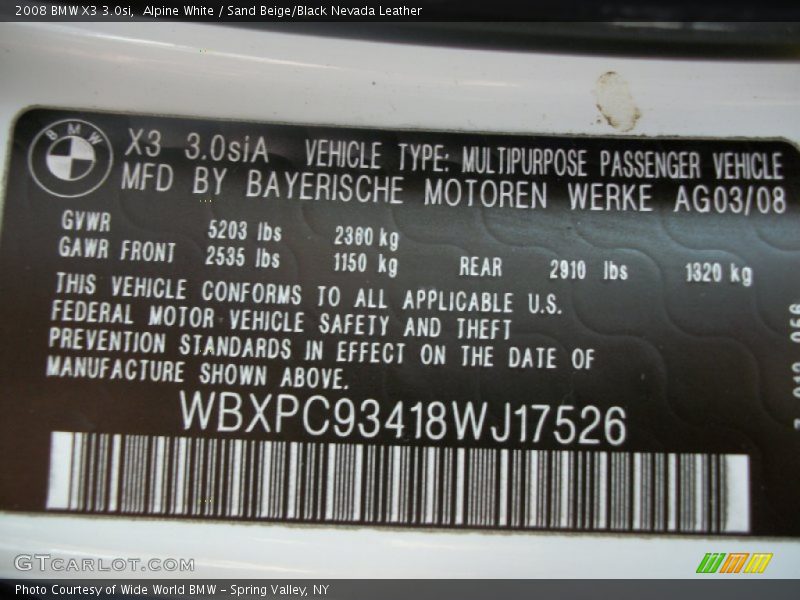 2008 BMW X3 3.0si, Alpine White / Sand Beige/Black Nevada Leather
BMW
X3 3.0siA VEHICLE TYPE: MULTIPURPOSE PASSENGER VEHICLE
MFD BY BAYERISCHE MOTOREN WERKE AG03/08
GVWR 5203 lbs 2360 kg
GAWR FRONT 2535 lbs 1150 kg REAR 2910 lbs 1320 kg
THIS VEHICLE CONFORMS TO ALL APPLICABLE U.S.
FEDERAL MOTOR VEHICLE SAFETY AND THEFT
PREVENTION STANDARDS IN EFFECT ON THE DATE OF
MANUFACTURE SHOWN ABOVE.
WBXPC93418WJ17526
GTCARLOT.COM
Photo Courtesy of Wide World BMW - Spring Valley, NY